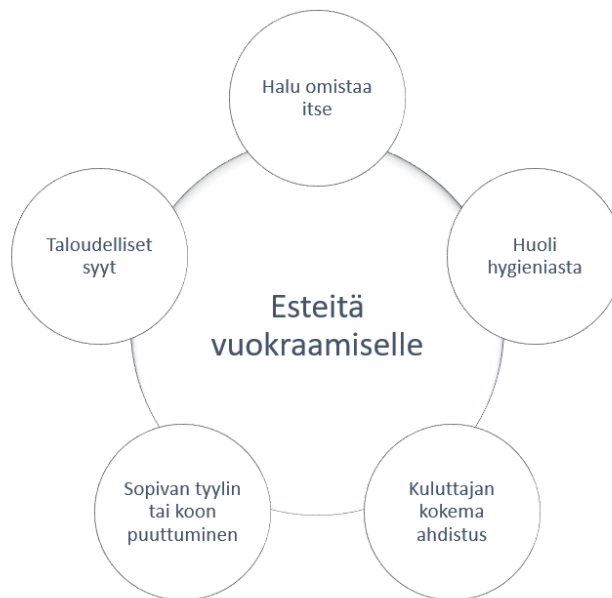 Halu omistaa
itse
Taloudelliset
syyt
Huoli
hygieniasta
Esteitä
vuokraamiselle
Sopivan tyylin
tai koon
puuttuminen
Kuluttajan
kokema
ahdistus